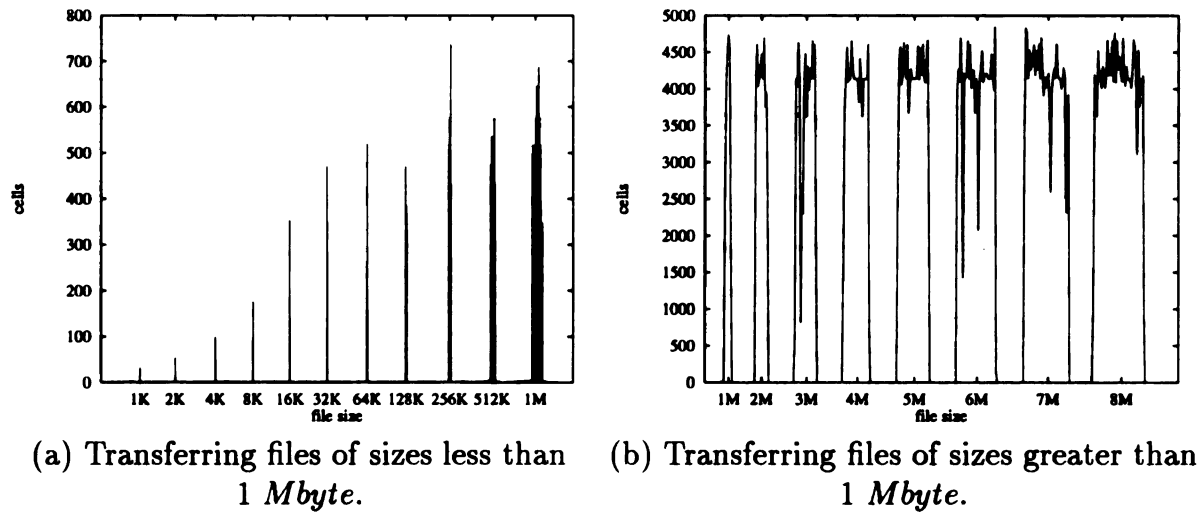 800
700
600
500
400
300
200
100
0
cells
1K 2K 4K 8K 16K 32K 64K 128K 256K 512K 1M
file size
(a) Transferring files of sizes less than
1 Mbyte.
5000
4500
4000
3500
3000
2500
2000
1500
1000
500
0
cells
1M 2M 3M 4M 5M 6M 7M 8M
file size
(b) Transferring files of sizes greater than
1 Mbyte.